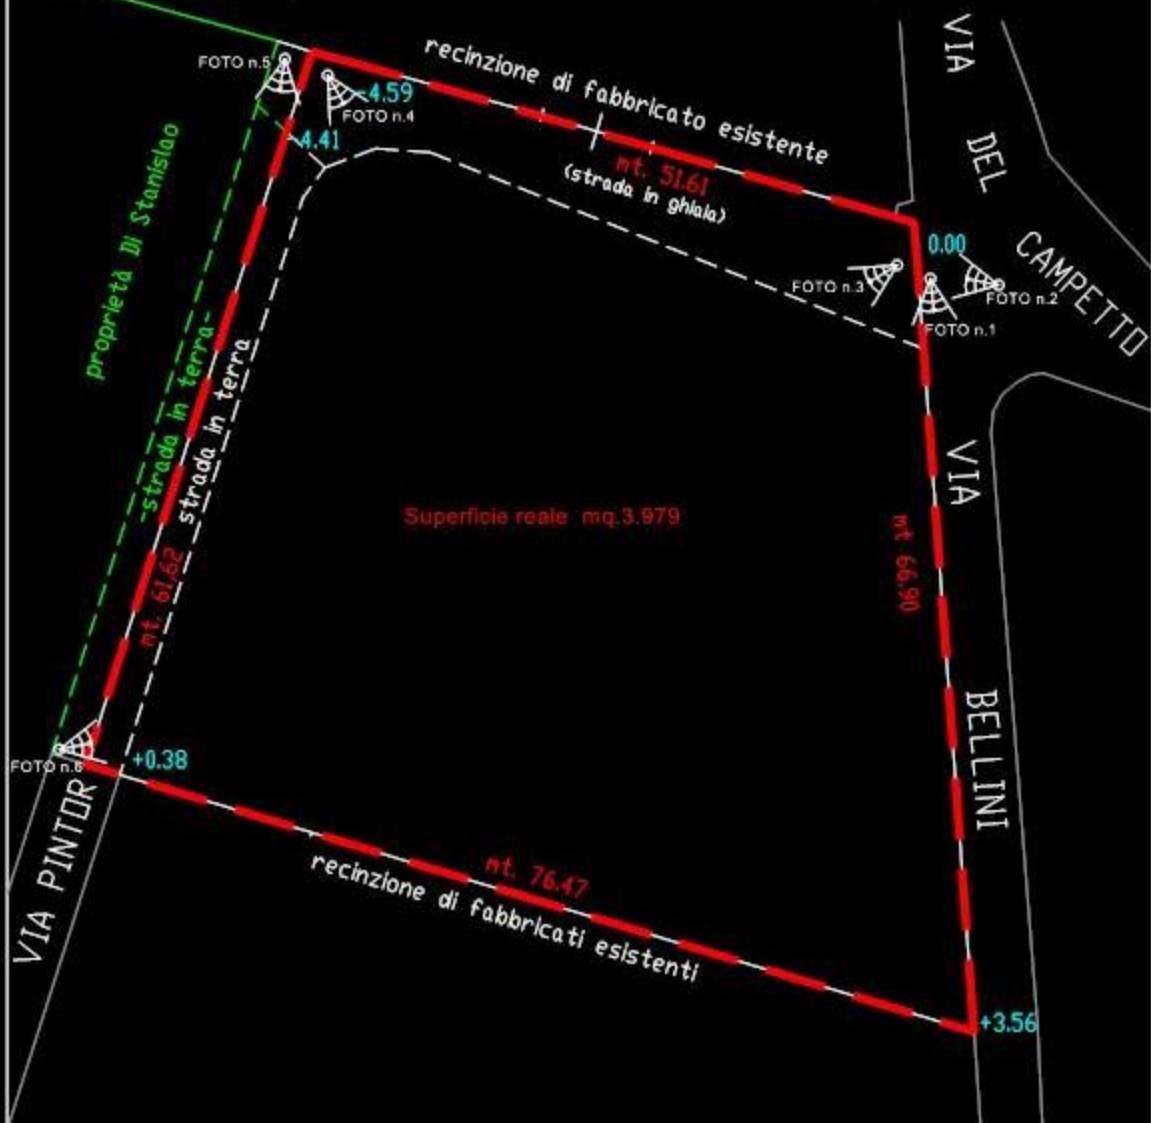 recinzione di fabbricato esistente
mt. 51.61
(strada in ghiaia)
VIA DEL CAMPETTO
FOTO n.5
-4.59
FOTO n.4
4.41
proprietà Di Stanislao
-strada in terra-
strada in terra
mt. 61,62
0.00
FOTO n.3
FOTO n.2
FOTO n.1
Superficie reale mq.3.979
mt 66.90
VIA BELLINI
FOTO n.6
+0.38
VIA PINTOR
mt. 76.47
recinzione di fabbricati esistenti
+3.56